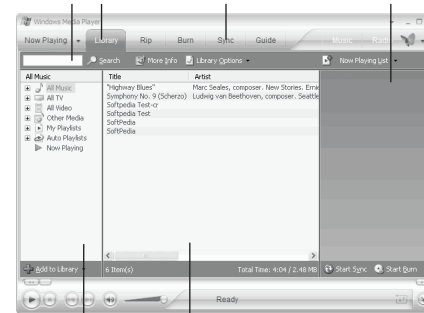 Windows Media Player
Now Playing Library Rip Burn Sync Guide Music Radio
Search More Info Library Options Now Playing List
All Music Title Artist
All Music "Highway Blues" Marc Seales, composer. New Stories. Ernie
All TV Symphony No. 9 (Scherzo) Ludwig van Beethoven, composer. Seattle
All Video Softpedia Test-cr
Other Media Softpedia Test
My Playlists SoftPedia
Auto Playlists SoftPedia
Now Playing
Add to Library 6 Item(s) Total Time: 4:04 / 2.48 MB Start Sync Start Burn
Ready